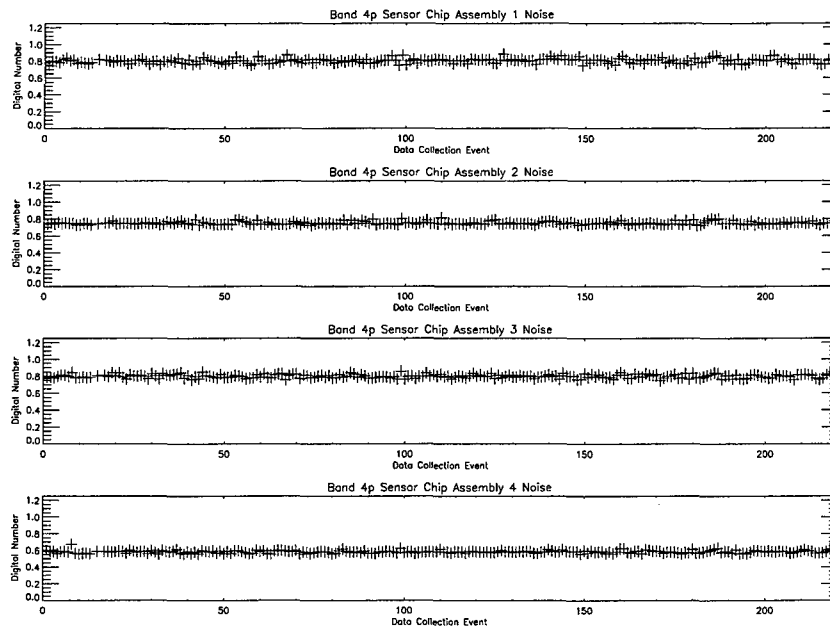 Band 4p Sensor Chip Assembly 1 Noise
Digital Number
1.2
1.0
0.8
0.6
0.4
0.2
0.0
0 50 100 150 200
Data Collection Event
Band 4p Sensor Chip Assembly 2 Noise
Digital Number
1.2
1.0
0.8
0.6
0.4
0.2
0.0
0 50 100 150 200
Data Collection Event
Band 4p Sensor Chip Assembly 3 Noise
Digital Number
1.2
1.0
0.8
0.6
0.4
0.2
0.0
0 50 100 150 200
Data Collection Event
Band 4p Sensor Chip Assembly 4 Noise
Digital Number
1.2
1.0
0.8
0.6
0.4
0.2
0.0
0 50 100 150 200
Data Collection Event